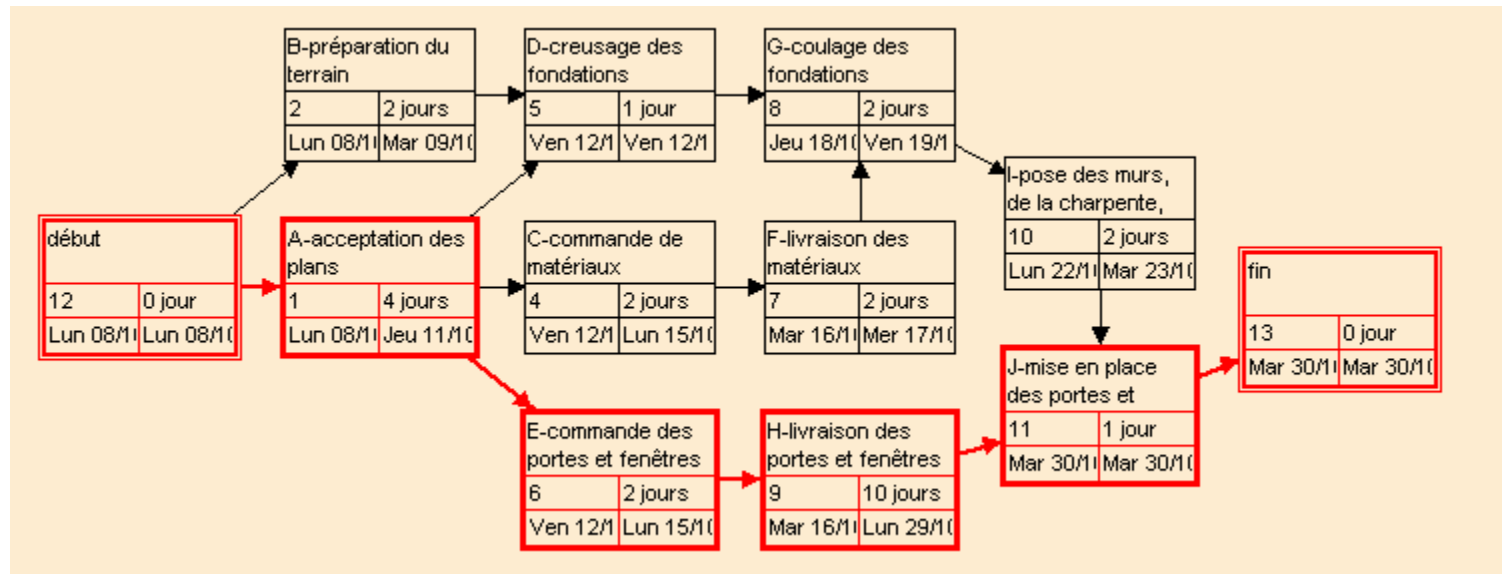 B-préparation du
terrain
2 2 jours
Lun 08/1 Mar 09/1
D-creusage des
fondations
5 1 jour
Ven 12/1 Ven 12/1
G-coulage des
fondations
8 2 jours
Jeu 18/1 Ven 19/1
I-pose des murs,
de la charpente,
10 2 jours
Lun 22/1 Mar 23/1
début
12 0 jour
Lun 08/1 Lun 08/1
A-acceptation des
plans
1 4 jours
Lun 08/1 Jeu 11/1
C-commande de
matériaux
4 2 jours
Ven 12/1 Lun 15/1
F-livraison des
matériaux
7 2 jours
Mar 16/1 Mer 17/1
fin
13 0 jour
Mar 30/1 Mar 30/1
J-mise en place
des portes et
11 1 jour
Mar 30/1 Mar 30/1
E-commande des
portes et fenêtres
6 2 jours
Ven 12/1 Lun 15/1
H-livraison des
portes et fenêtres
9 10 jours
Mar 16/1 Lun 29/1